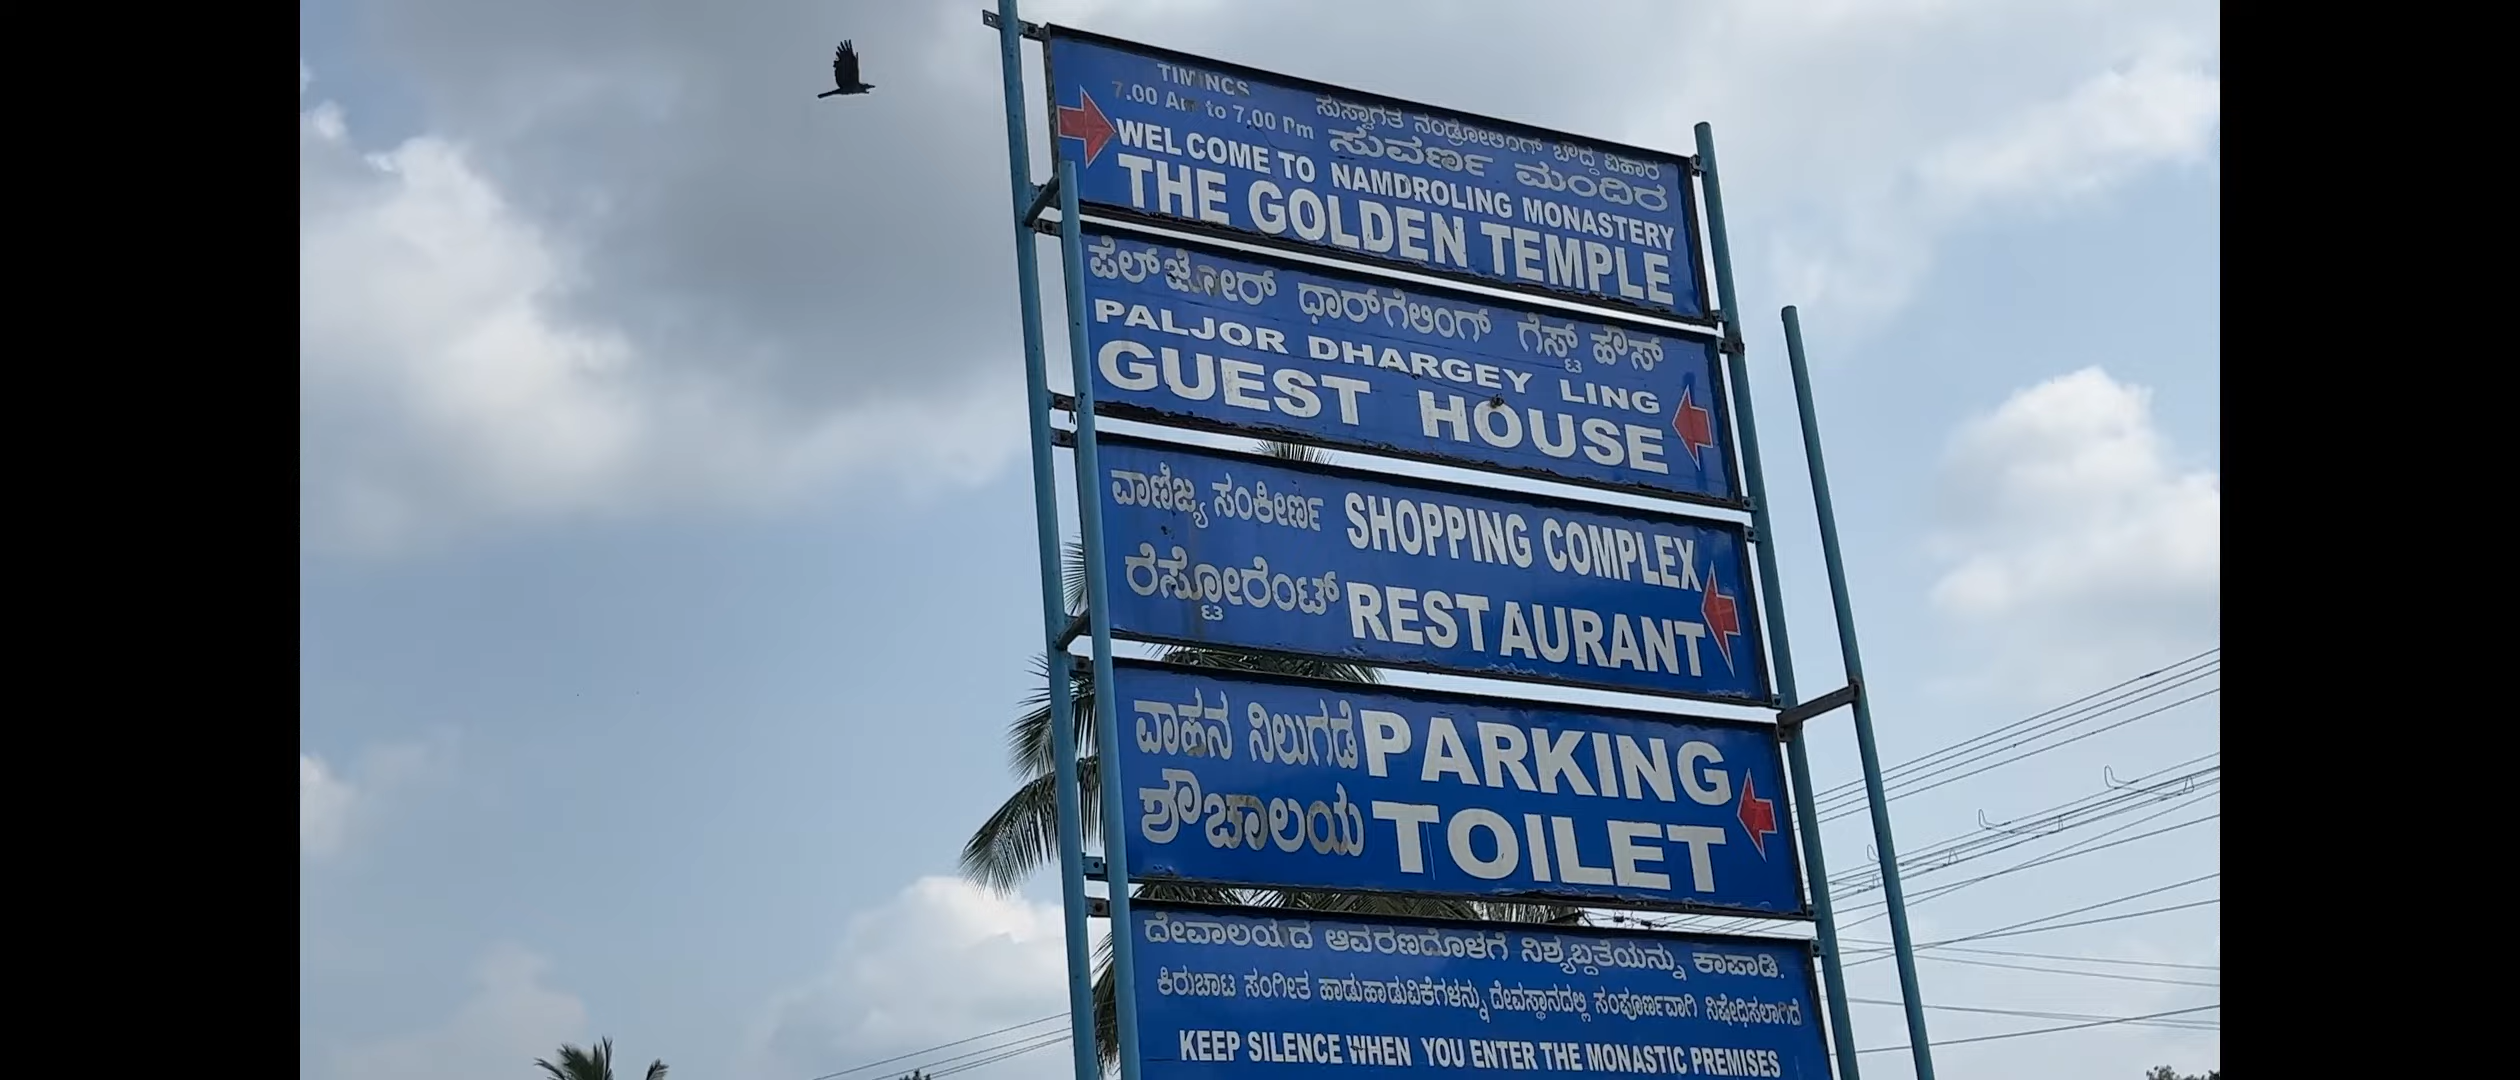 TIMINGS
7.00 Am to 7.00 Pm
ಸುಸ್ವಾಗತ ನಂಡ್ರೋಲಿಂಗ್ ಬೌದ್ಧ ವಿಹಾರ
ಸುವರ್ಣ ಮಂದಿರ
WELCOME TO NAMDROLING MONASTERY
THE GOLDEN TEMPLE
ಪೆಲ್‌ಜೋರ್ ಧಾರ್‌ಗೆಲಿಂಗ್ ಗೆಸ್ಟ್ ಹೌಸ್
PALJOR DHARGEY LING
GUEST HOUSE
ವಾಣಿಜ್ಯ ಸಂಕೀರ್ಣ SHOPPING COMPLEX
ರೆಸ್ಟೋರೆಂಟ್ RESTAURANT
ವಾಹನ ನಿಲುಗಡೆ PARKING
ಶೌಚಾಲಯ TOILET
ದೇವಾಲಯದ ಆವರಣದೊಳಗೆ ನಿಶ್ಯಬ್ದತೆಯನ್ನು ಕಾಪಾಡಿ.
ಕಿರುಚಾಟ ಸಂಗೀತ ಹಾಡುಹಾಡುವಿಕೆಗಳನ್ನು ದೇವಸ್ಥಾನದಲ್ಲಿ ಸಂಪೂರ್ಣವಾಗಿ ನಿಷೇಧಿಸಲಾಗಿದೆ
KEEP SILENCE WHEN YOU ENTER THE MONASTIC PREMISES